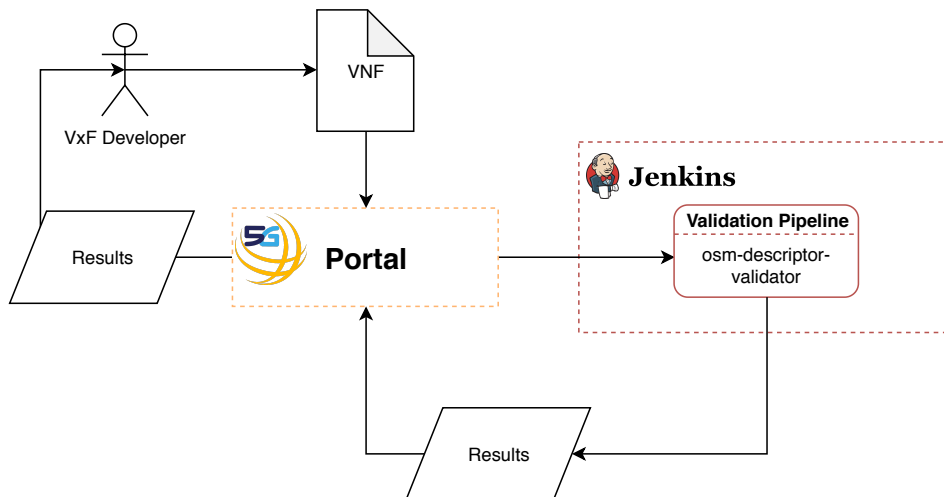 VNF
VxF Developer
Jenkins
Validation Pipeline
osm-descriptor-
validator
5G
Portal
Results
Results